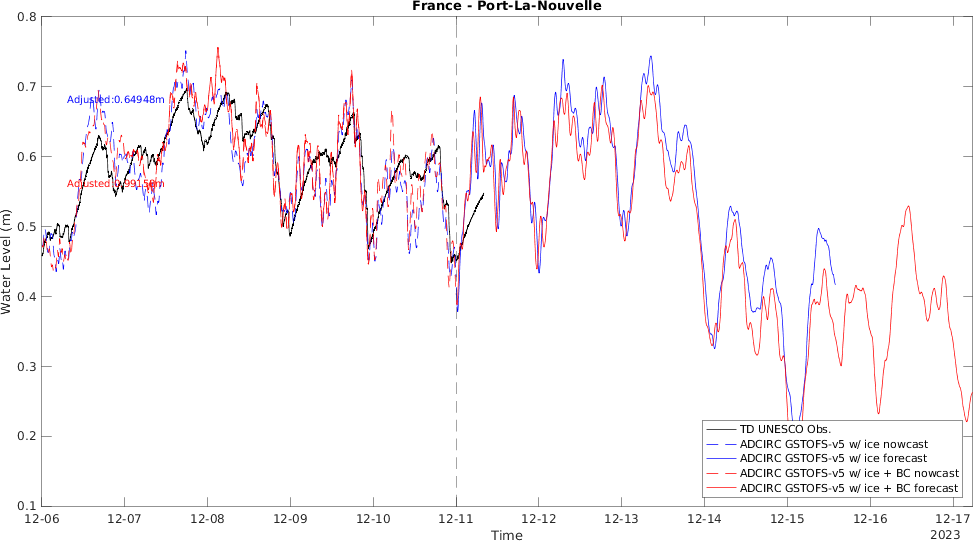 France - Port-La-Nouvelle
0.8
0.7
0.6
0.5
0.4
0.3
0.2
0.1
Water Level (m)
Adjusted:0.64948m
TD UNESCO Obs.
ADCIRC GSTOFS-v5 w/ ice nowcast
ADCIRC GSTOFS-v5 w/ ice forecast
ADCIRC GSTOFS-v5 w/ ice + BC nowcast
ADCIRC GSTOFS-v5 w/ ice + BC forecast
12-06 12-07 12-08 12-09 12-10 12-11 12-12 12-13 12-14 12-15 12-16 12-17
Time
2023